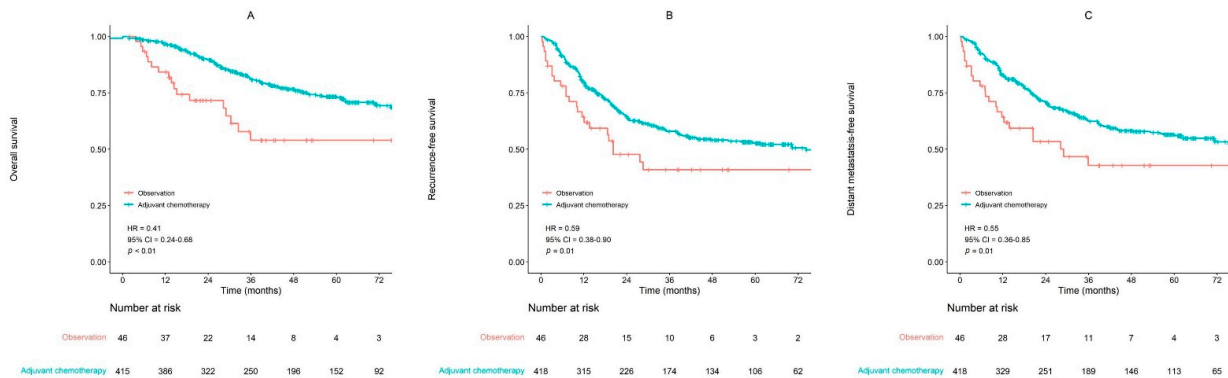 A
Overall survival
1.00
0.75
0.50
0.25
0.00
Observation
Adjuvant chemotherapy
HR = 0.41
95% CI = 0.24-0.68
p < 0.01
0 12 24 36 48 60 72
Time (months)
Number at risk
Observation 46 37 22 14 8 4 3
Adjuvant chemotherapy 415 386 322 250 196 152 92
B
Recurrence-free survival
1.00
0.75
0.50
0.25
0.00
Observation
Adjuvant chemotherapy
HR = 0.59
95% CI = 0.38-0.90
p = 0.01
0 12 24 36 48 60 72
Time (months)
Number at risk
Observation 46 28 15 10 6 3 2
Adjuvant chemotherapy 418 315 226 174 134 106 62
C
Distant metastatsis-free survival
1.00
0.75
0.50
0.25
0.00
Observation
Adjuvant chemotherapy
HR = 0.55
95% CI = 0.36-0.85
p = 0.01
0 12 24 36 48 60 72
Time (months)
Number at risk
Observation 46 28 17 11 7 4 3
Adjuvant chemotherapy 418 329 251 189 146 113 65